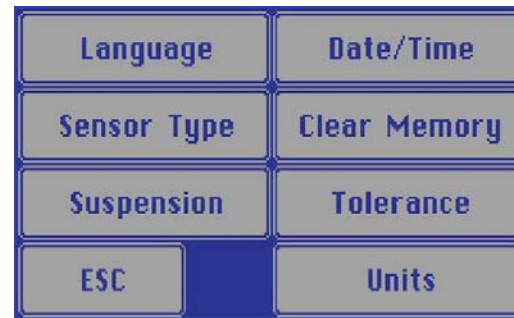 Language Date/Time
Sensor Type Clear Memory
Suspension Tolerance
ESC Units